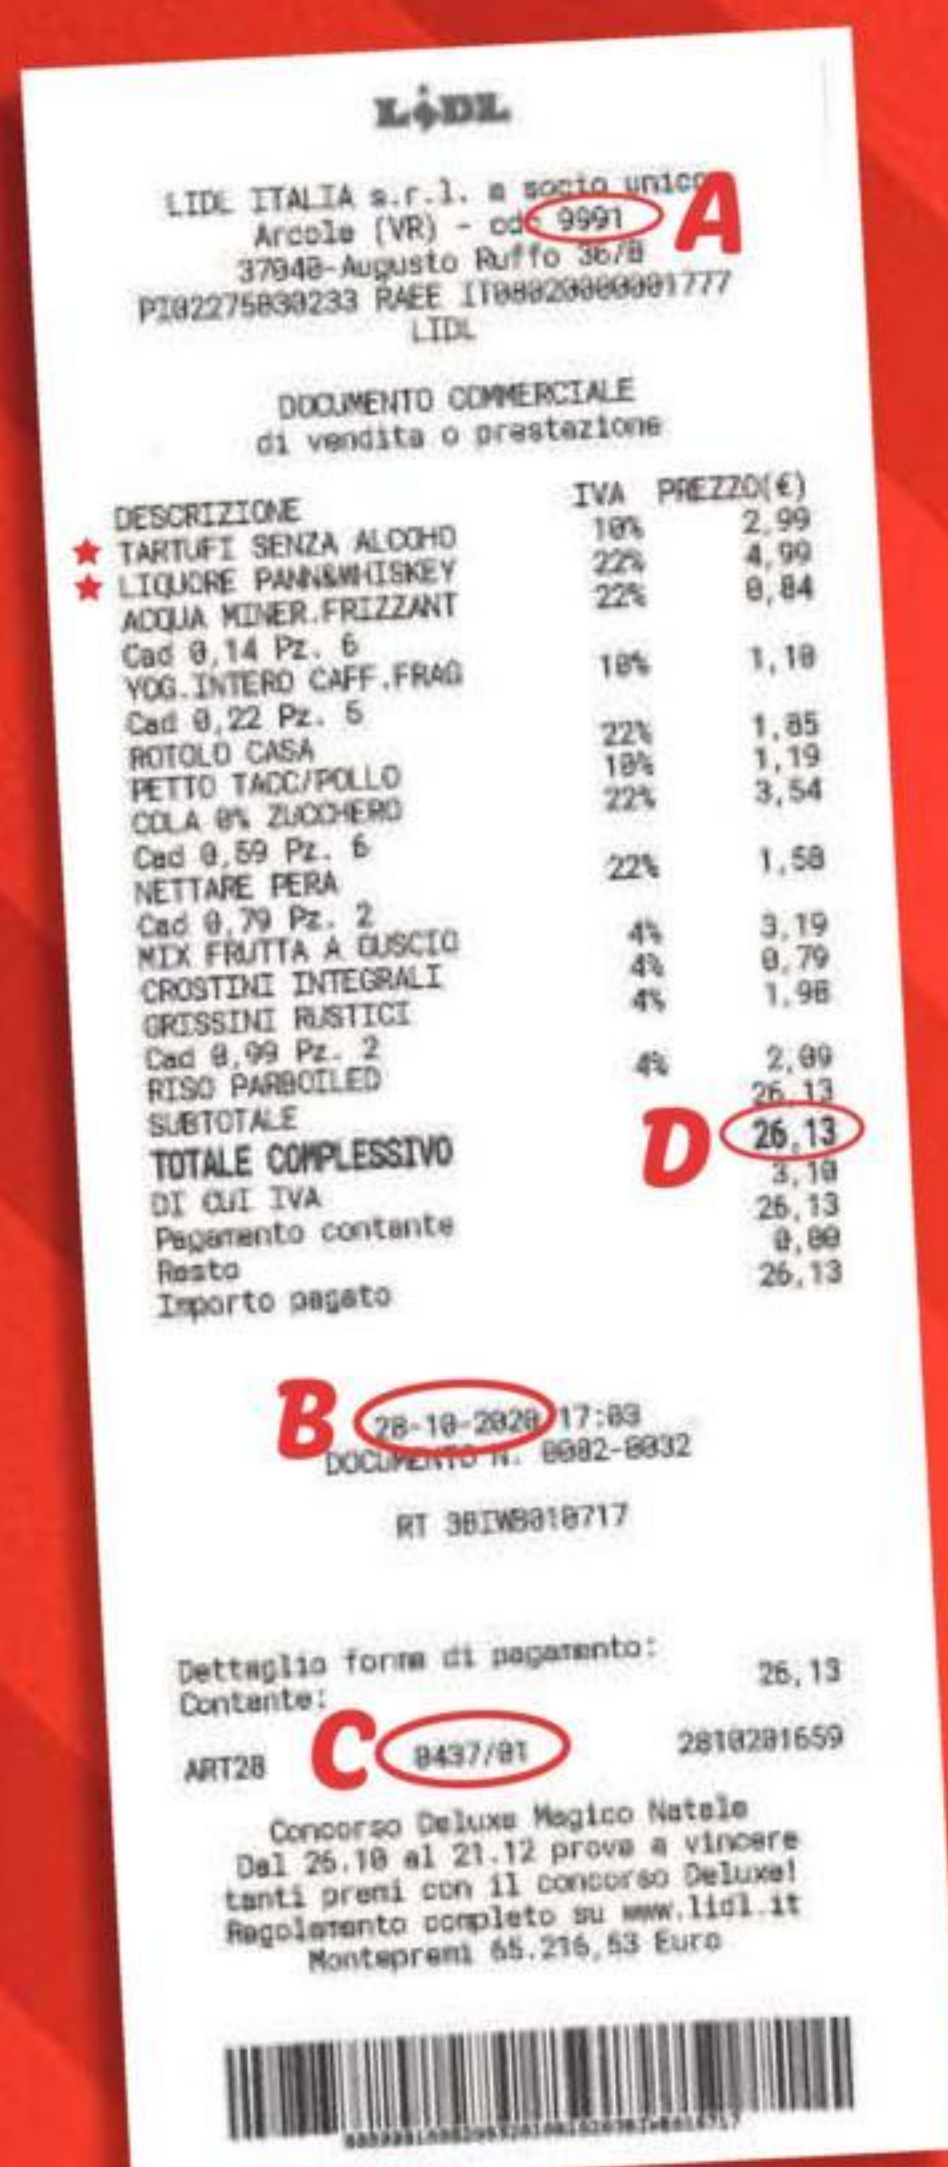 LIDL
LIDL ITALIA s.r.l. a socio unico
Arcole (VR) - cdc 9991 A
37040-Augusto Ruffo 36/B
PI02275030233 RAEE IT08020000001777
LIDL
DOCUMENTO COMMERCIALE
di vendita o prestazione
DESCRIZIONE IVA PREZZO(€)
TARTUFI SENZA ALCOHO 10% 2,99
LIQUORE PANN&WHISKEY 22% 4,99
ACQUA MINER.FRIZZANT 22% 0,84
Cad 0,14 Pz. 6
YOG.INTERO CAFF.FRAG 10% 1,10
Cad 0,22 Pz. 5
ROTOLO CASA 22% 1,85
PETTO TACC/POLLO 10% 1,19
COLA 0% ZUCCHERO 22% 3,54
Cad 0,59 Pz. 6
NETTARE PERA 22% 1,58
Cad 0,79 Pz. 2
MIX FRUTTA A GUSCIO 4% 3,19
CROSTINI INTEGRALI 4% 0,79
GRISSINI RUSTICI 4% 1,98
Cad 0,99 Pz. 2
RISO PARBOILED 4% 2,09
SUBTOTALE 26,13
TOTALE COMPLESSIVO D 26,13
DI CUI IVA 3,10
Pagamento contante 26,13
Resto 0,00
Importo pagato 26,13
B 28-10-2020 17:03
DOCUMENTO N. 0082-0032
RT 98IWB010717
Dettaglio forma di pagamento:
Contante: 26,13
ART28 C 0437/01 2810201659
Concorso Deluxe Magico Natale
Dal 26.10 al 21.12 prova a vincere
tanti premi con il concorso Deluxe!
Regolamento completo su www.lidl.it
Montepremi 65.216,53 Euro